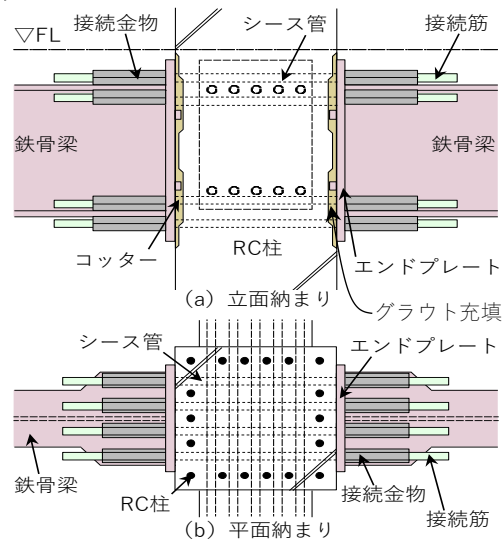 接続金物
シース管
接続筋
▽FL
鉄骨梁
鉄骨梁
RC柱
コッター
エンドプレート
(a) 立面納まり
グラウト充填
シース管
エンドプレート
鉄骨梁
RC柱
接続金物
接続筋
(b) 平面納まり